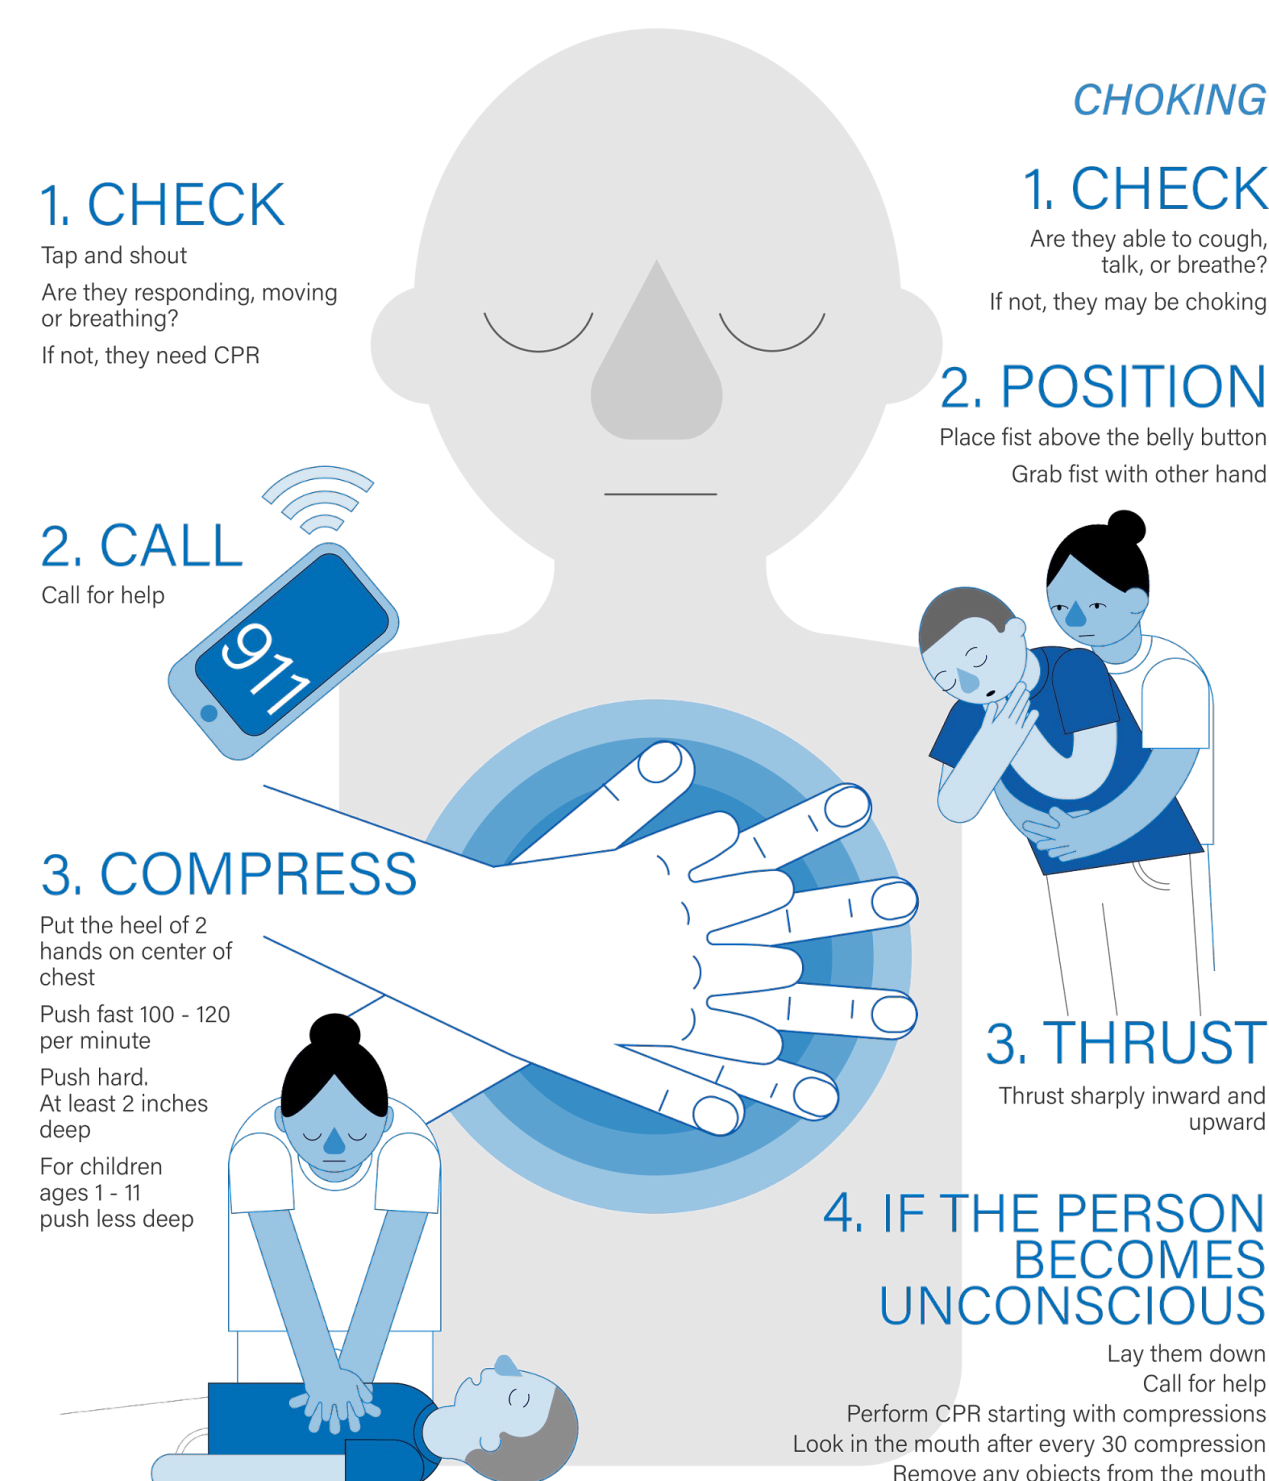 1. CHECK
Tap and shout
Are they responding, moving
or breathing?
If not, they need CPR
2. CALL
Call for help
911
3. COMPRESS
Put the heel of 2
hands on center of
chest
Push fast 100 - 120
per minute
Push hard.
At least 2 inches
deep
For children
ages 1 - 11
push less deep
CHOKING
1. CHECK
Are they able to cough,
talk, or breathe?
If not, they may be choking
2. POSITION
Place fist above the belly button
Grab fist with other hand
3. THRUST
Thrust sharply inward and
upward
4. IF THE PERSON
BECOMES
UNCONSCIOUS
Lay them down
Call for help
Perform CPR starting with compressions
Look in the mouth after every 30 compression
Remove any objects from the mouth